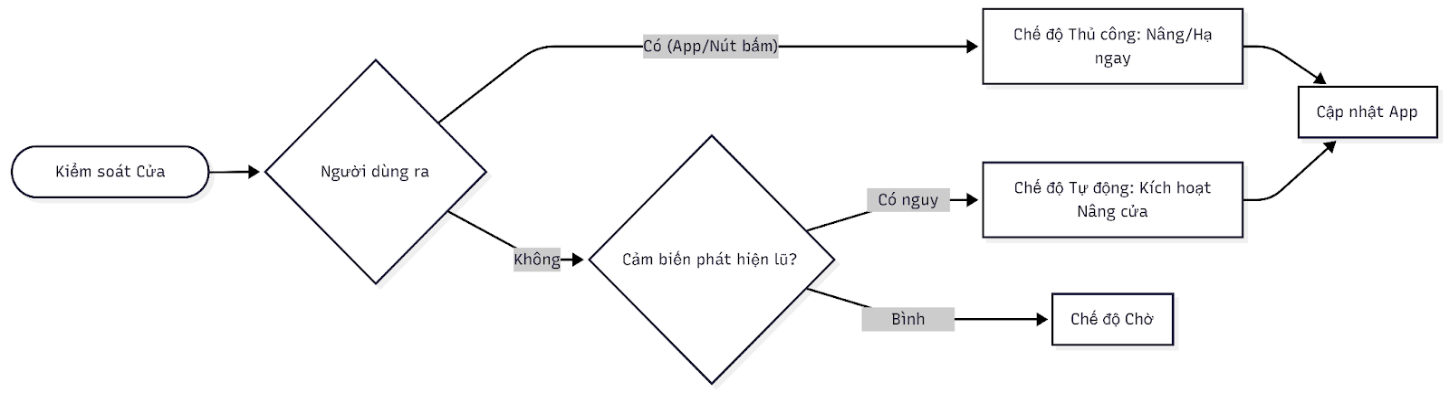 Kiểm soát Cửa
Người dùng ra
Có (App/Nút bấm)
Chế độ Thủ công: Nâng/Hạ
ngay
Cập nhật App
Không
Cảm biến phát hiện lũ?
Có nguy
Chế độ Tự động: Kích hoạt
Nâng cửa
Bình
Chế độ Chờ